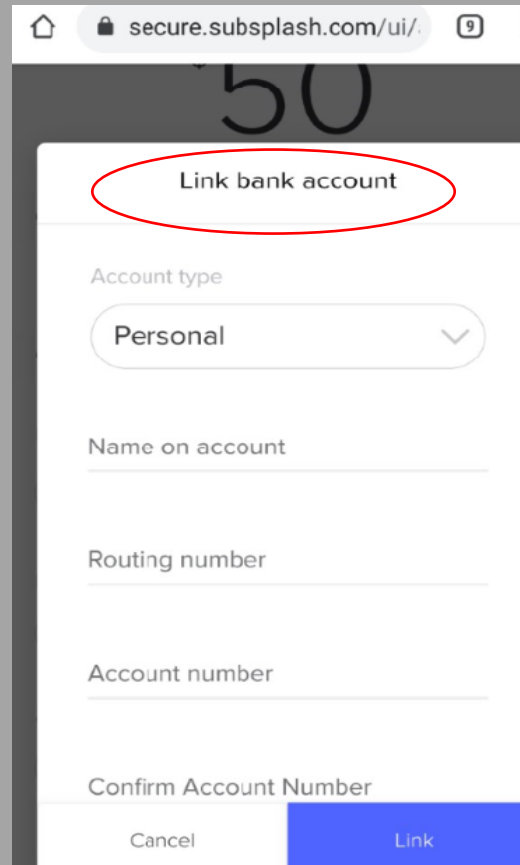 secure.subsplash.com/ui/
9
$50
Link bank account
Account type
Personal
Name on account
Routing number
Account number
Confirm Account Number
Cancel
Link